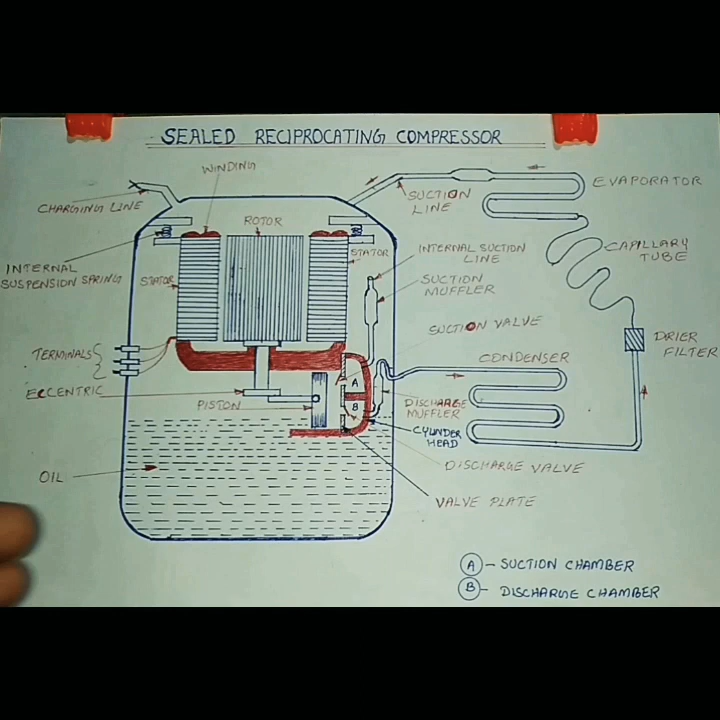 SEALED RECIPROCATING COMPRESSOR
WINDING
CHARGING LINE
ROTOR
SUCTION
LINE
EVAPORATOR
INTERNAL
SUSPENSION SPRING
STATOR
STATOR
INTERNAL SUCTION
LINE
SUCTION
MUFFLER
CAPILLARY
TUBE
SUCTION VALVE
DRIER
FILTER
TERMINALS
CONDENSER
ECCENTRIC
PISTON
A
B
DISCHARGE
MUFFLER
CYLINDER
HEAD
DISCHARGE VALVE
OIL
VALVE PLATE
A - SUCTION CHAMBER
B - DISCHARGE CHAMBER